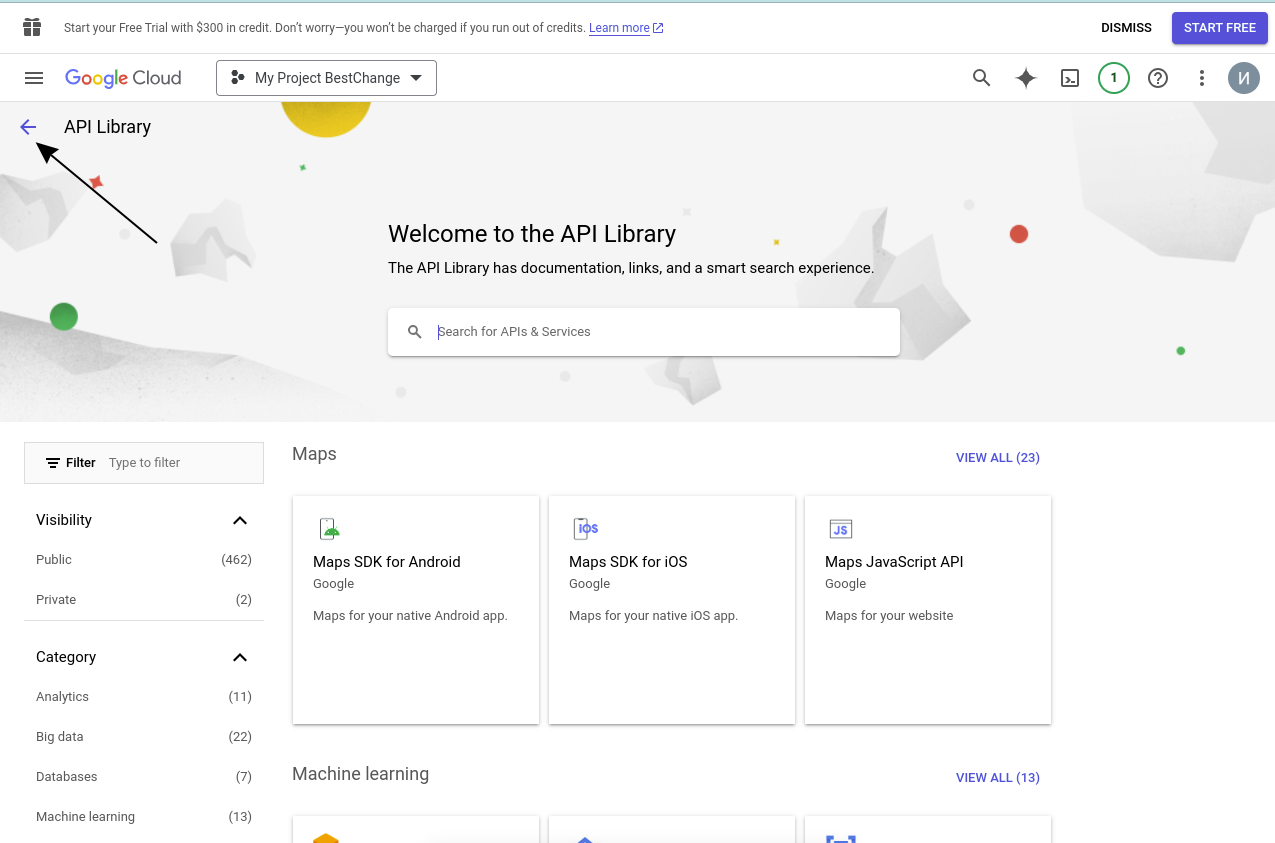 Start your Free Trial with $300 in credit. Don’t worry—you won’t be charged if you run out of credits. Learn more
DISMISS
START FREE
Google Cloud
My Project BestChange
1
И
API Library
Welcome to the API Library
The API Library has documentation, links, and a smart search experience.
Search for APIs & Services
Filter Type to filter
Visibility
Public (462)
Private (2)
Category
Analytics (11)
Big data (22)
Databases (7)
Machine learning (13)
Maps
VIEW ALL (23)
iOS
JS
Maps SDK for Android
Google
Maps for your native Android app.
Maps SDK for iOS
Google
Maps for your native iOS app.
Maps JavaScript API
Google
Maps for your website
Machine learning
VIEW ALL (13)